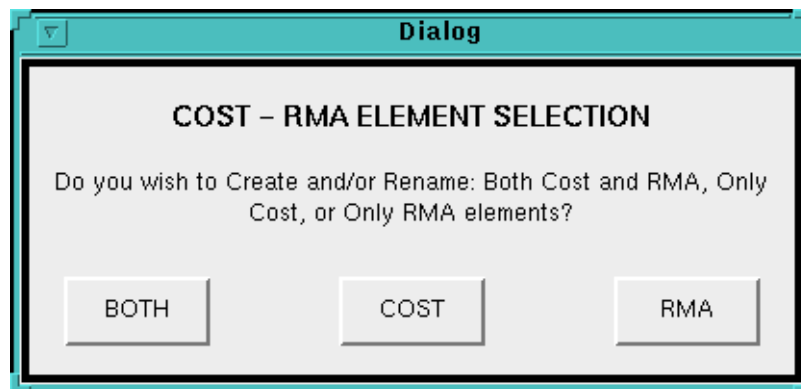 Dialog
COST – RMA ELEMENT SELECTION
Do you wish to Create and/or Rename: Both Cost and RMA, Only
Cost, or Only RMA elements?
BOTH COST RMA